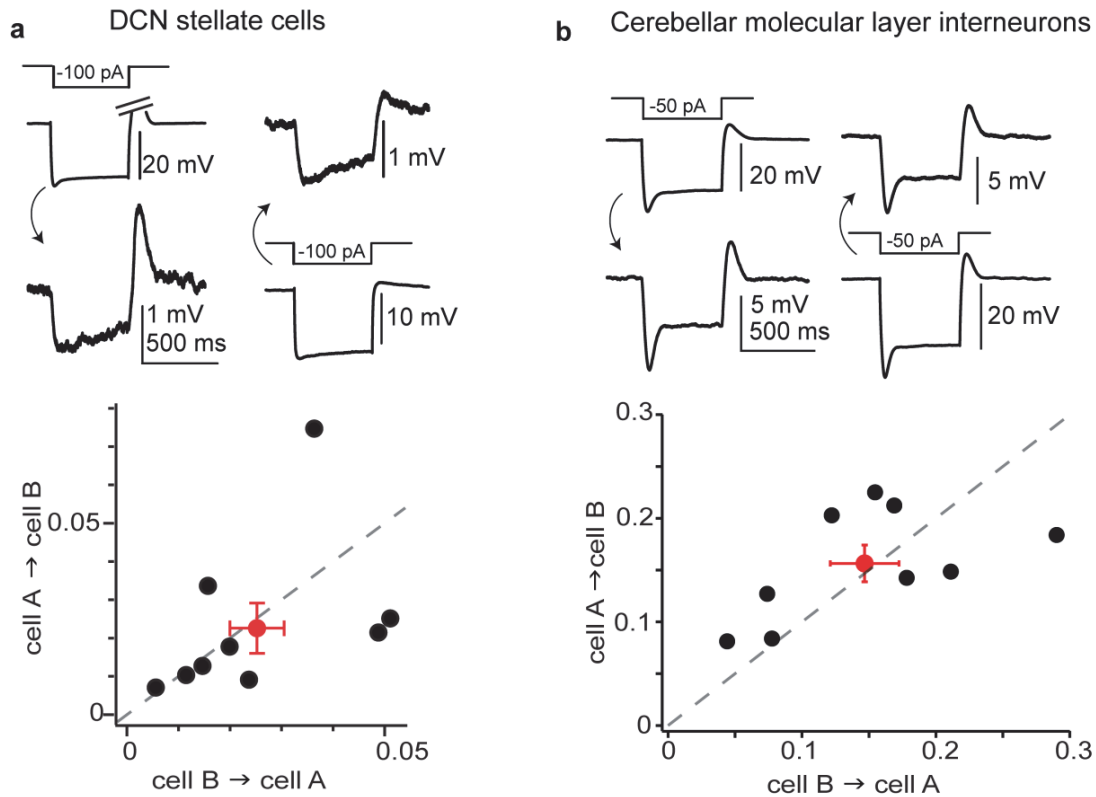 a
DCN stellate cells
-100 pA
20 mV
1 mV
-100 pA
1 mV
500 ms
10 mV
cell A → cell B
0.05
0
0
0.05
cell B → cell A
b
Cerebellar molecular layer interneurons
-50 pA
20 mV
5 mV
-50 pA
5 mV
500 ms
20 mV
cell A →cell B
0.3
0.2
0.1
0
0
0.1
0.2
0.3
cell B → cell A